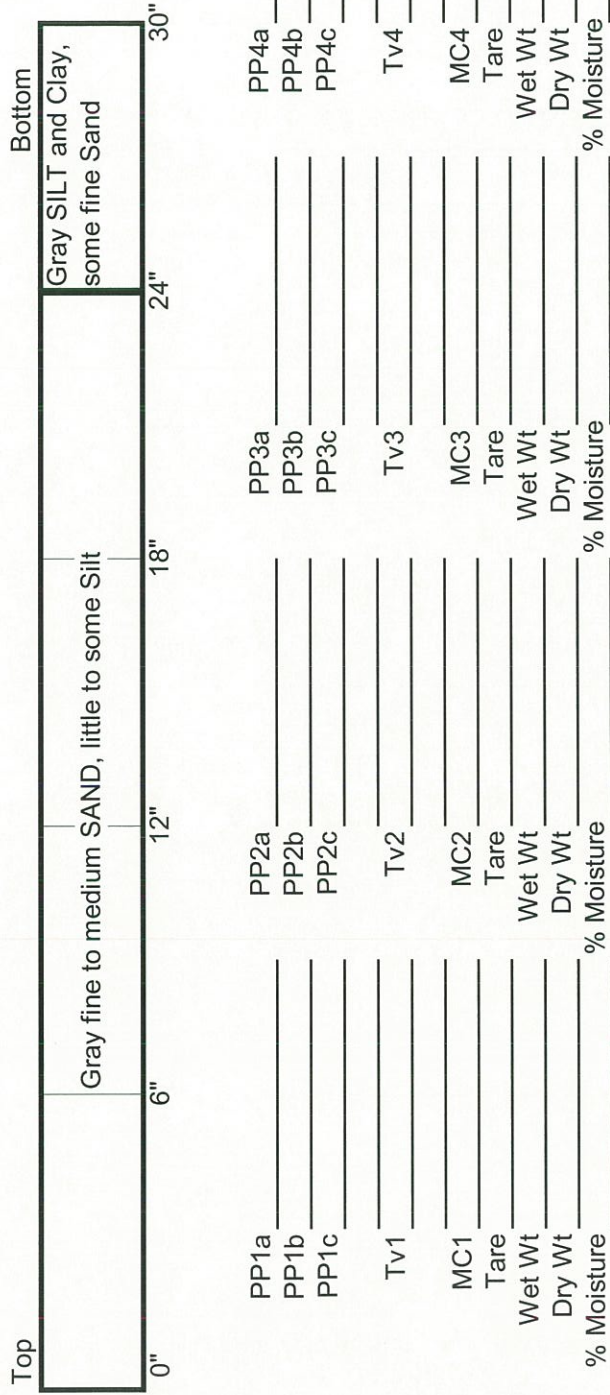 Top Bottom
Gray fine to medium SAND, little to some Silt
Gray SILT and Clay,
some fine Sand
0" 6" 12" 18" 24" 30"
PP1a PP2a PP3a PP4a
PP1b PP2b PP3b PP4b
PP1c PP2c PP3c PP4c
Tv1 Tv2 Tv3 Tv4
MC1 MC2 MC3 MC4
Tare Tare Tare Tare
Wet Wt Wet Wt Wet Wt Wet Wt
Dry Wt Dry Wt Dry Wt Dry Wt
% Moisture % Moisture % Moisture % Moisture